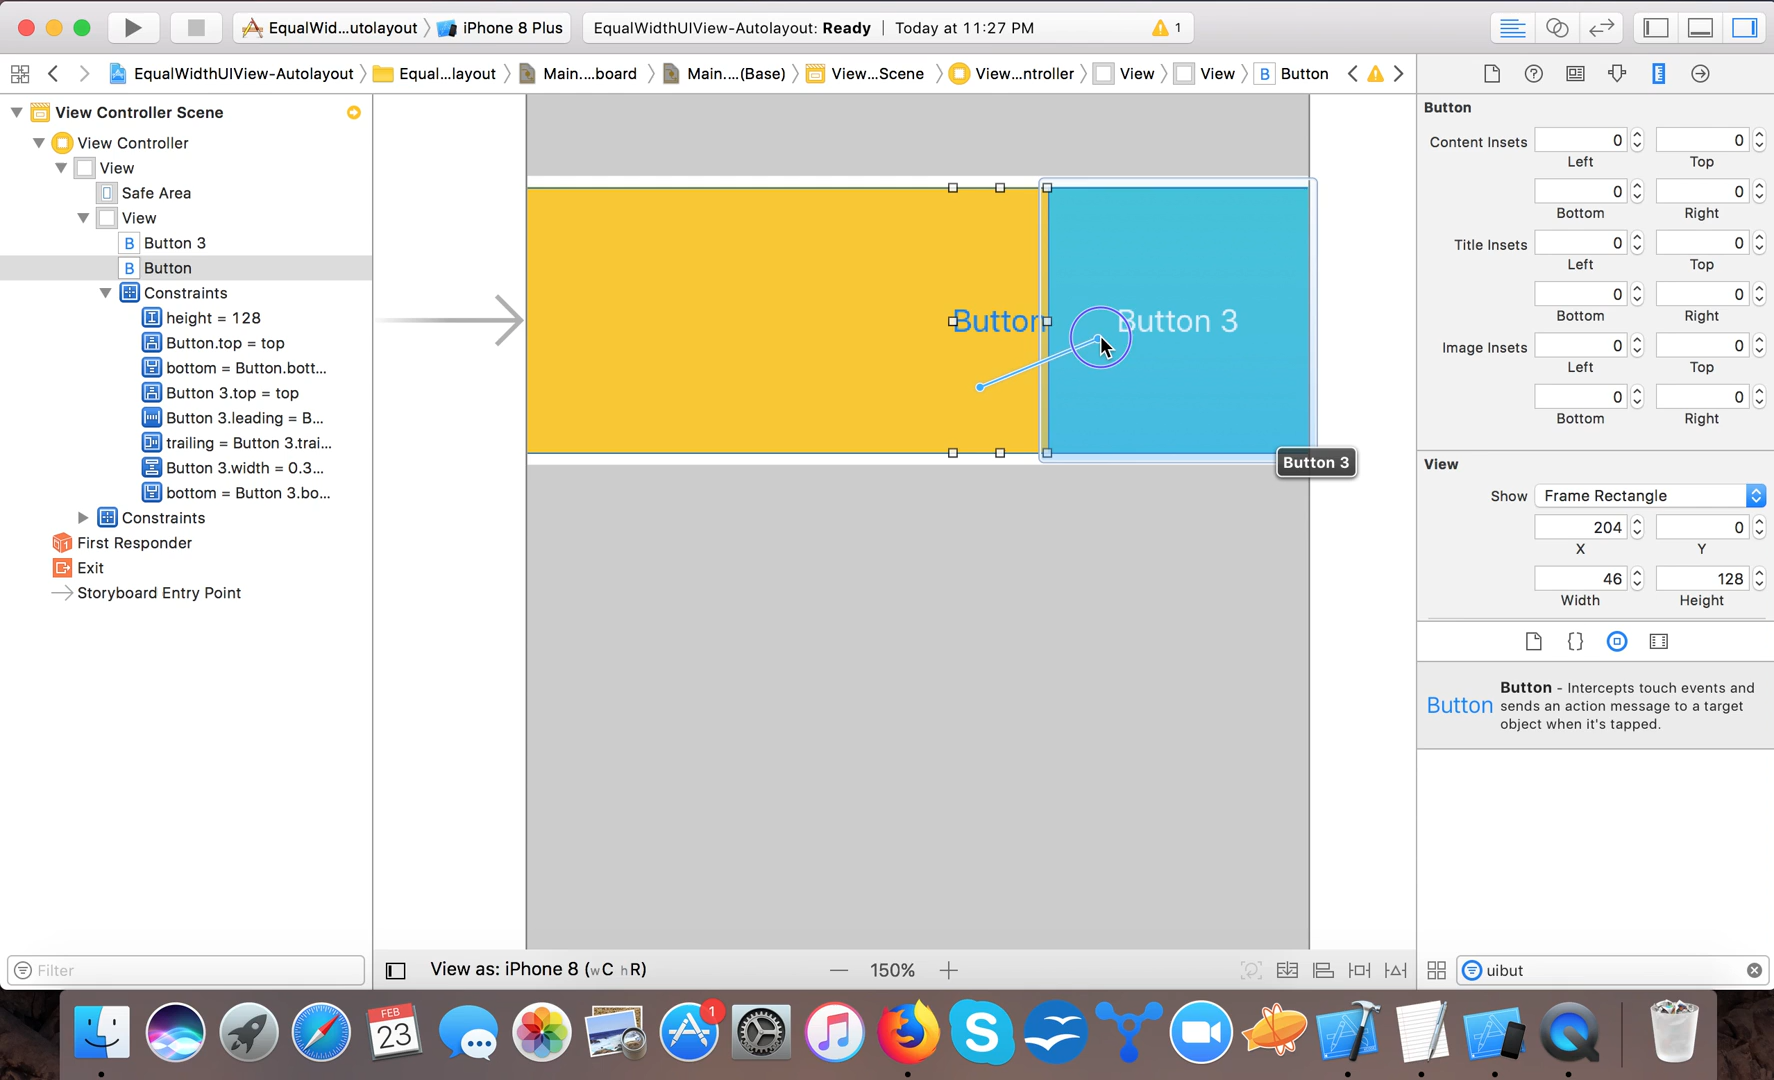 EqualWid...utolayout
iPhone 8 Plus
EqualWidthUIView-Autolayout: Ready | Today at 11:27 PM
1
EqualWidthUIView-Autolayout
Equal...layout
Main....board
Main....(Base)
View...Scene
View...ntroller
View
View
B Button
View Controller Scene
View Controller
View
Safe Area
View
B Button 3
B Button
Constraints
height = 128
Button.top = top
bottom = Button.bott...
Button 3.top = top
Button 3.leading = B...
trailing = Button 3.trai...
Button 3.width = 0.3...
bottom = Button 3.bo...
Constraints
First Responder
Exit
Storyboard Entry Point
Filter
Button
Button 3
Button 3
View as: iPhone 8 (wC hR)
150%
Button
Content Insets 0 0
Left Top
0 0
Bottom Right
Title Insets 0 0
Left Top
0 0
Bottom Right
Image Insets 0 0
Left Top
0 0
Bottom Right
View
Show Frame Rectangle
204 0
X Y
46 128
Width Height
{}
Button
Button - Intercepts touch events and
sends an action message to a target
object when it's tapped.
uibut
FEB
23
1
S